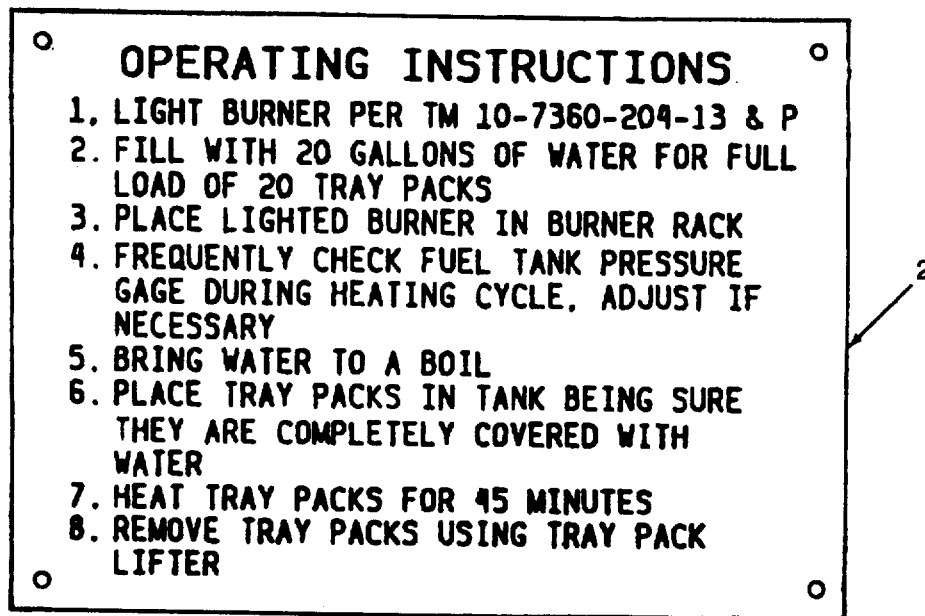 OPERATING INSTRUCTIONS
1. LIGHT BURNER PER TM 10-7360-204-13 & P
2. FILL WITH 20 GALLONS OF WATER FOR FULL
LOAD OF 20 TRAY PACKS
3. PLACE LIGHTED BURNER IN BURNER RACK
4. FREQUENTLY CHECK FUEL TANK PRESSURE
GAGE DURING HEATING CYCLE. ADJUST IF
NECESSARY
5. BRING WATER TO A BOIL
6. PLACE TRAY PACKS IN TANK BEING SURE
THEY ARE COMPLETELY COVERED WITH
WATER
7. HEAT TRAY PACKS FOR 45 MINUTES
8. REMOVE TRAY PACKS USING TRAY PACK
LIFTER
2